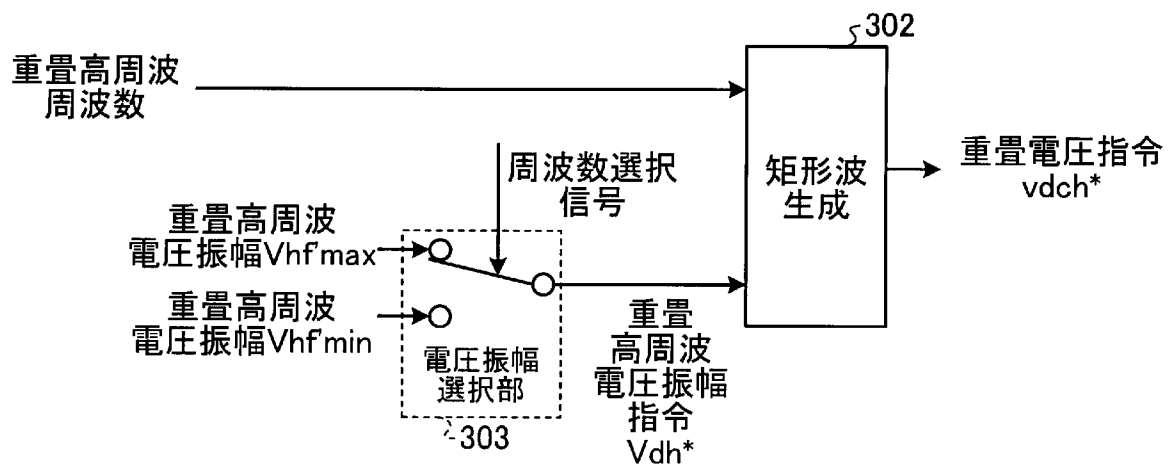 302
重畳高周波
周波数
矩形波
生成
重畳電圧指令
vdch*
周波数選択
信号
重畳高周波
電圧振幅Vhf'max
重畳高周波
電圧振幅Vhf'min
電圧振幅
選択部
303
重畳
高周波
電圧振幅
指令
Vdh*